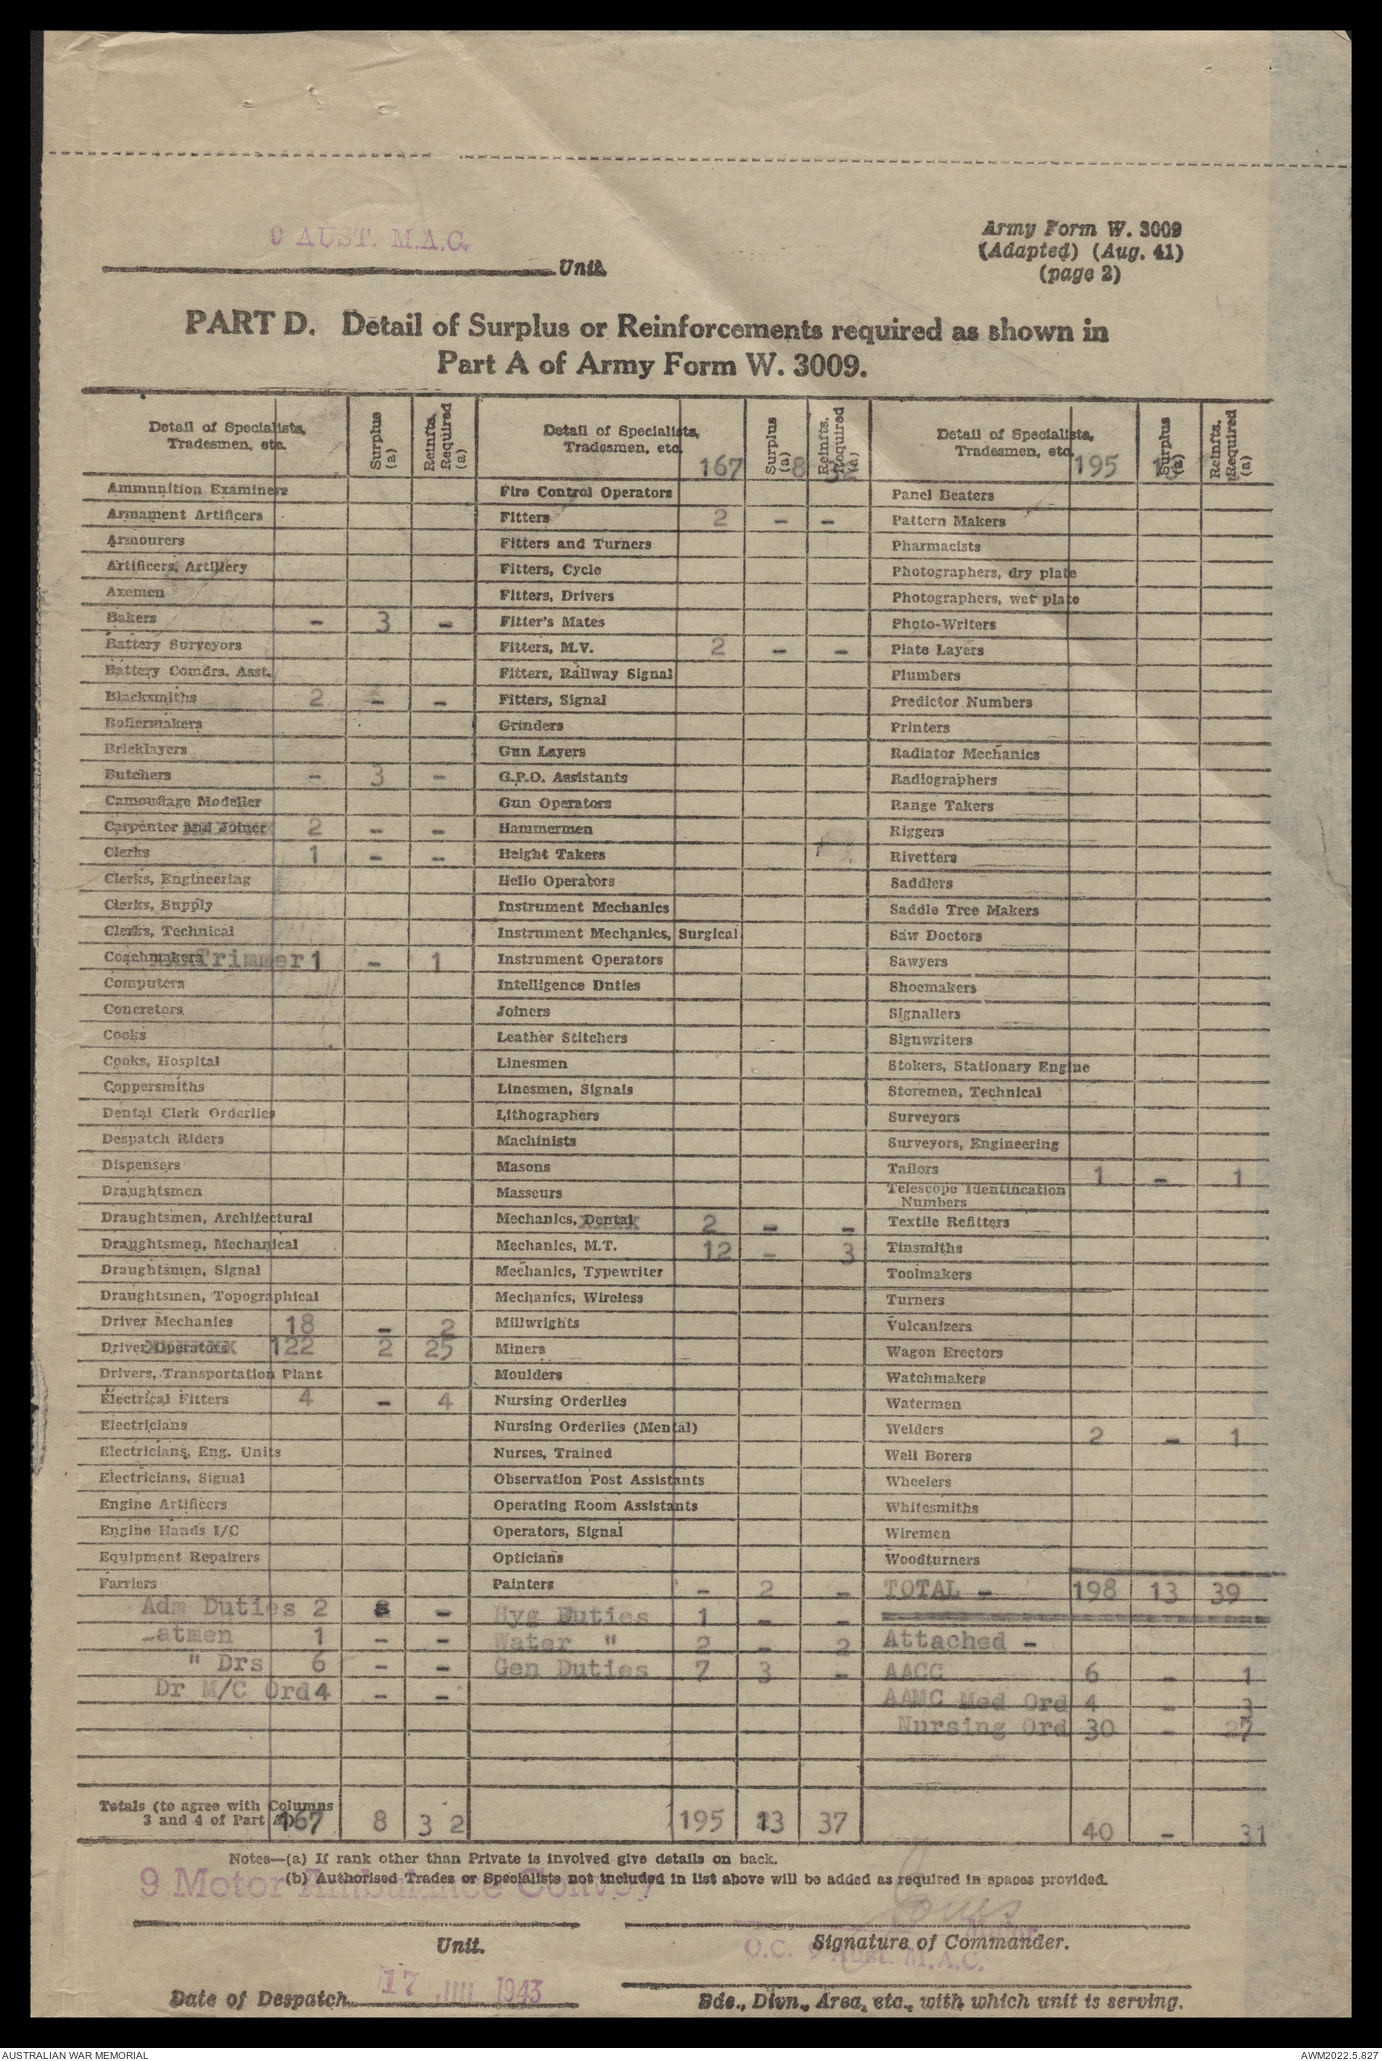 9 AUST. M.A.C.
Unit.
Army Form W. 3009
(Adapted) (Aug. 41)
(page 2)
PART D. Detail of Surplus or Reinforcements required as shown in
Part A of Army Form W. 3009.
Detail of Specialists, Tradesmen, etc. Surplus (a) Reinfts. Required (a)
Detail of Specialists, Tradesmen, etc. 167 Surplus (a) 8 Reinfts. Required (a) 32
Detail of Specialists, Tradesmen, etc. 195 Surplus (a) 13 Reinfts. Required (a)
Ammunition Examiners
Armament Artificers
Armourers
Artificers, Artillery
Axemen
Bakers - 3 -
Battery Surveyors
Battery Comdrs. Asst.
Blacksmiths 2 - -
Boilermakers
Bricklayers
Butchers - 3 -
Camouflage Modeller
Carpenter and Joiner 2 - -
Clerks 1 - -
Clerks, Engineering
Clerks, Supply
Clerks, Technical
Coachmakers Trimmer 1 - 1
Computers
Concretors
Cooks
Cooks, Hospital
Coppersmiths
Dental Clerk Orderlies
Despatch Riders
Dispensers
Draughtsmen
Draughtsmen, Architectural
Draughtsmen, Mechanical
Draughtsmen, Signal
Draughtsmen, Topographical
Driver Mechanics 18 - 2
Driver Operators 122 2 25
Drivers, Transportation Plant
Electrical Fitters 4 - 4
Electricians
Electricians, Eng. Units
Electricians, Signal
Engine Artificers
Engine Hands I/C
Equipment Repairers
Farriers
Adm Duties 2 -
atmen 1 - -
" Drs 6 - -
Dr M/C Ord 4 - -
Totals (to agree with Columns 3 and 4 of Part A) 167 8 32
Fire Control Operators
Fitters 2 - -
Fitters and Turners
Fitters, Cycle
Fitters, Drivers
Fitter's Mates
Fitters, M.V. 2 - -
Fitters, Railway Signal
Fitters, Signal
Grinders
Gun Layers
G.P.O. Assistants
Gun Operators
Hammermen
Height Takers
Helio Operators
Instrument Mechanics
Instrument Mechanics, Surgical
Instrument Operators
Intelligence Duties
Joiners
Leather Stitchers
Linesmen
Linesmen, Signals
Lithographers
Machinists
Masons
Masseurs
Mechanics, Dental 2 - -
Mechanics, M.T. 12 - 3
Mechanics, Typewriter
Mechanics, Wireless
Millwrights
Miners
Moulders
Nursing Orderlies
Nursing Orderlies (Mental)
Nurses, Trained
Observation Post Assistants
Operating Room Assistants
Operators, Signal
Opticians
Painters - 2 -
Hyg Duties 1 - -
Water " 2 - 2
Gen Duties 7 3 -
195 13 37
Panel Beaters
Pattern Makers
Pharmacists
Photographers, dry plate
Photographers, wet plate
Photo-Writers
Plate Layers
Plumbers
Predictor Numbers
Printers
Radiator Mechanics
Radiographers
Range Takers
Riggers
Rivetters
Saddlers
Saddle Tree Makers
Saw Doctors
Sawyers
Shoemakers
Signallers
Signwriters
Stokers, Stationary Engine
Storemen, Technical
Surveyors
Surveyors, Engineering
Tailors 1 - 1
Telescope Identification
Numbers
Textile Refitters
Tinsmiths
Toolmakers
Turners
Vulcanizers
Wagon Erectors
Watchmakers
Watermen
Welders 2 - 1
Well Borers
Wheelers
Whitesmiths
Wiremen
Woodturners
TOTAL - 198 13 39
Attached -
AACC 6 - 1
AAMC Med Ord 4 - 3
Nursing Ord 30 - 27
40 - 31
Notes—(a) If rank other than Private is involved give details on back.
(b) Authorised Trades or Specialists not included in list above will be added as required in spaces provided.
9 Motor Ambulance Convoy
Unit.
Signature of Commander.
Major
O.C. 9 Aust. M.A.C.
Date of Despatch 17 JUL 1943
Bde., Divn., Area, etc., with which unit is serving.
AUSTRALIAN WAR MEMORIAL
AWM2022.5.827